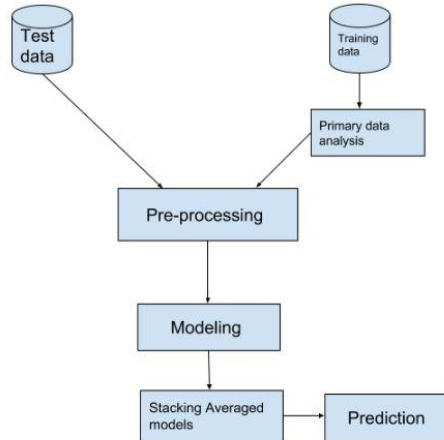 Test
data
Training
data
Primary data
analysis
Pre-processing
Modeling
Stacking Averaged
models
Prediction